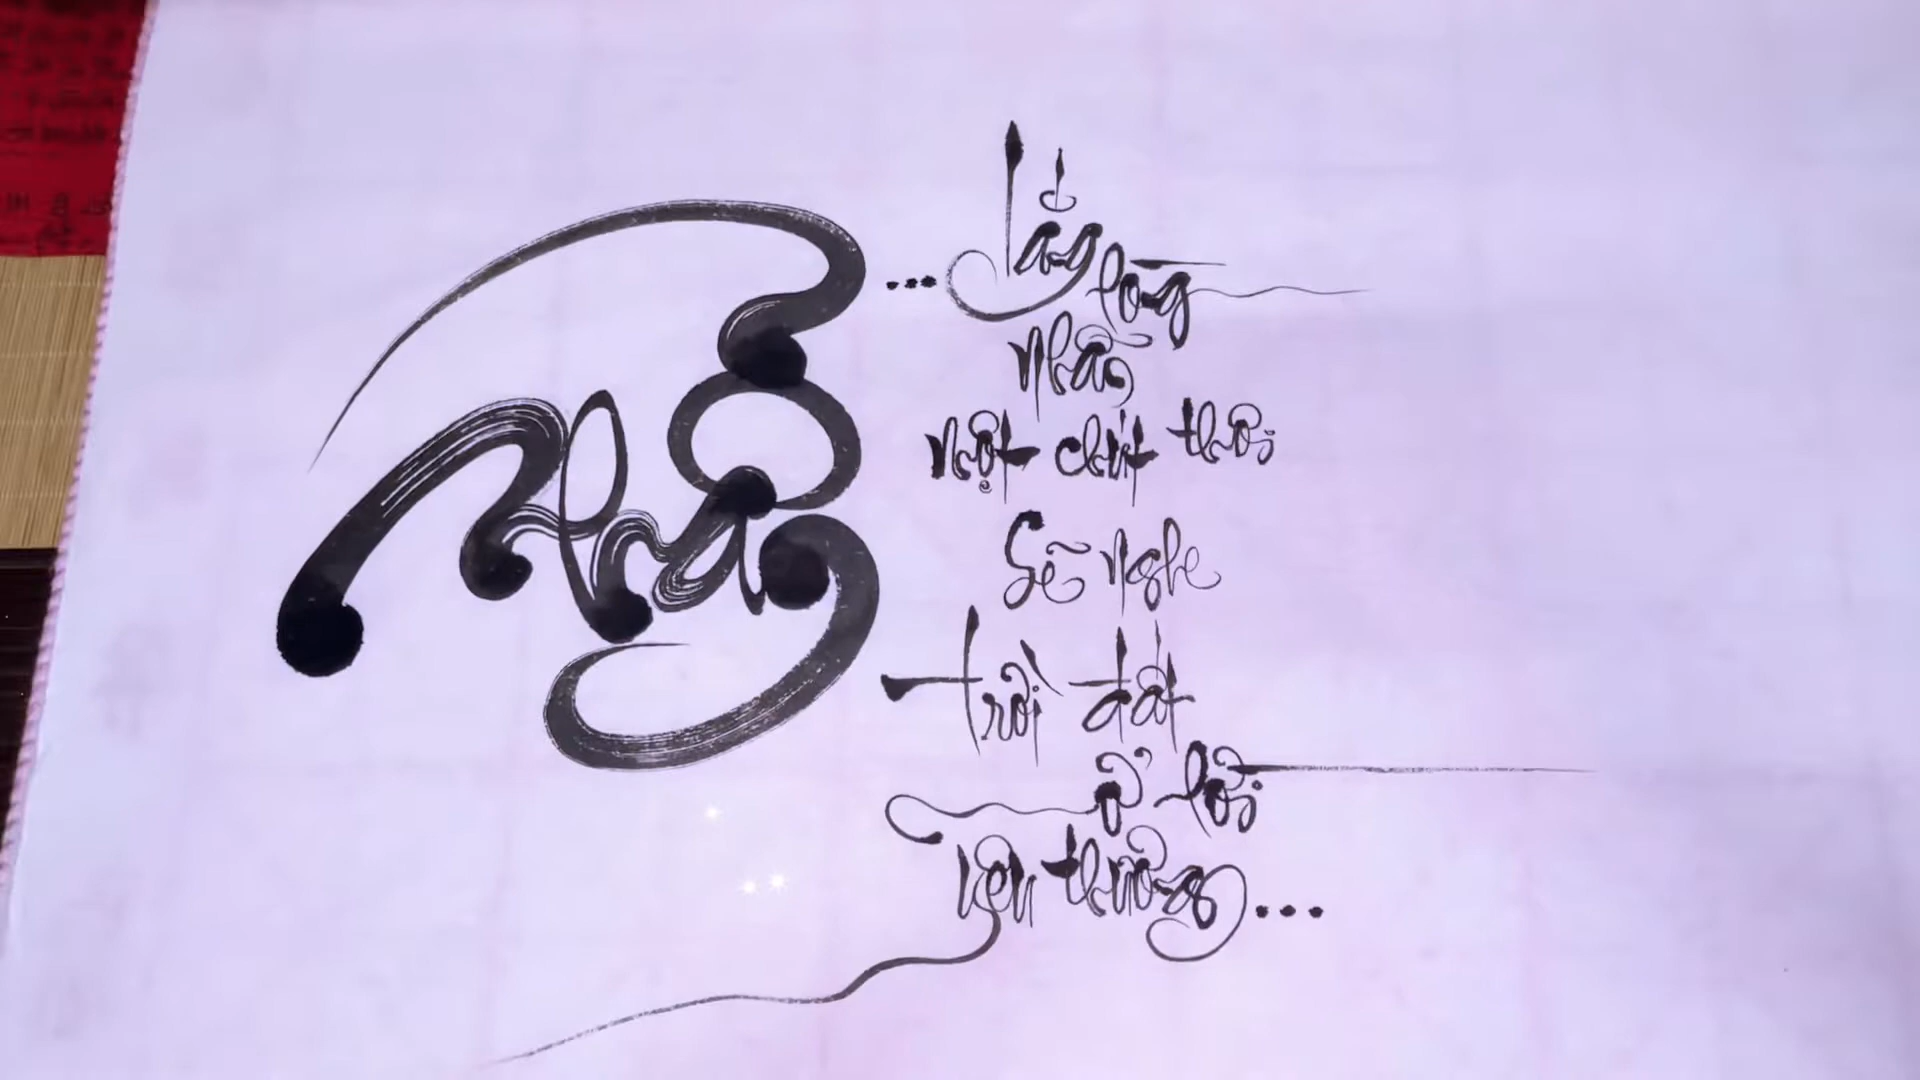 Nhẫn
...lắng lòng
nhẫn
một chút thôi
Sẽ nghe
trời đất
ở lời
yêu thương...